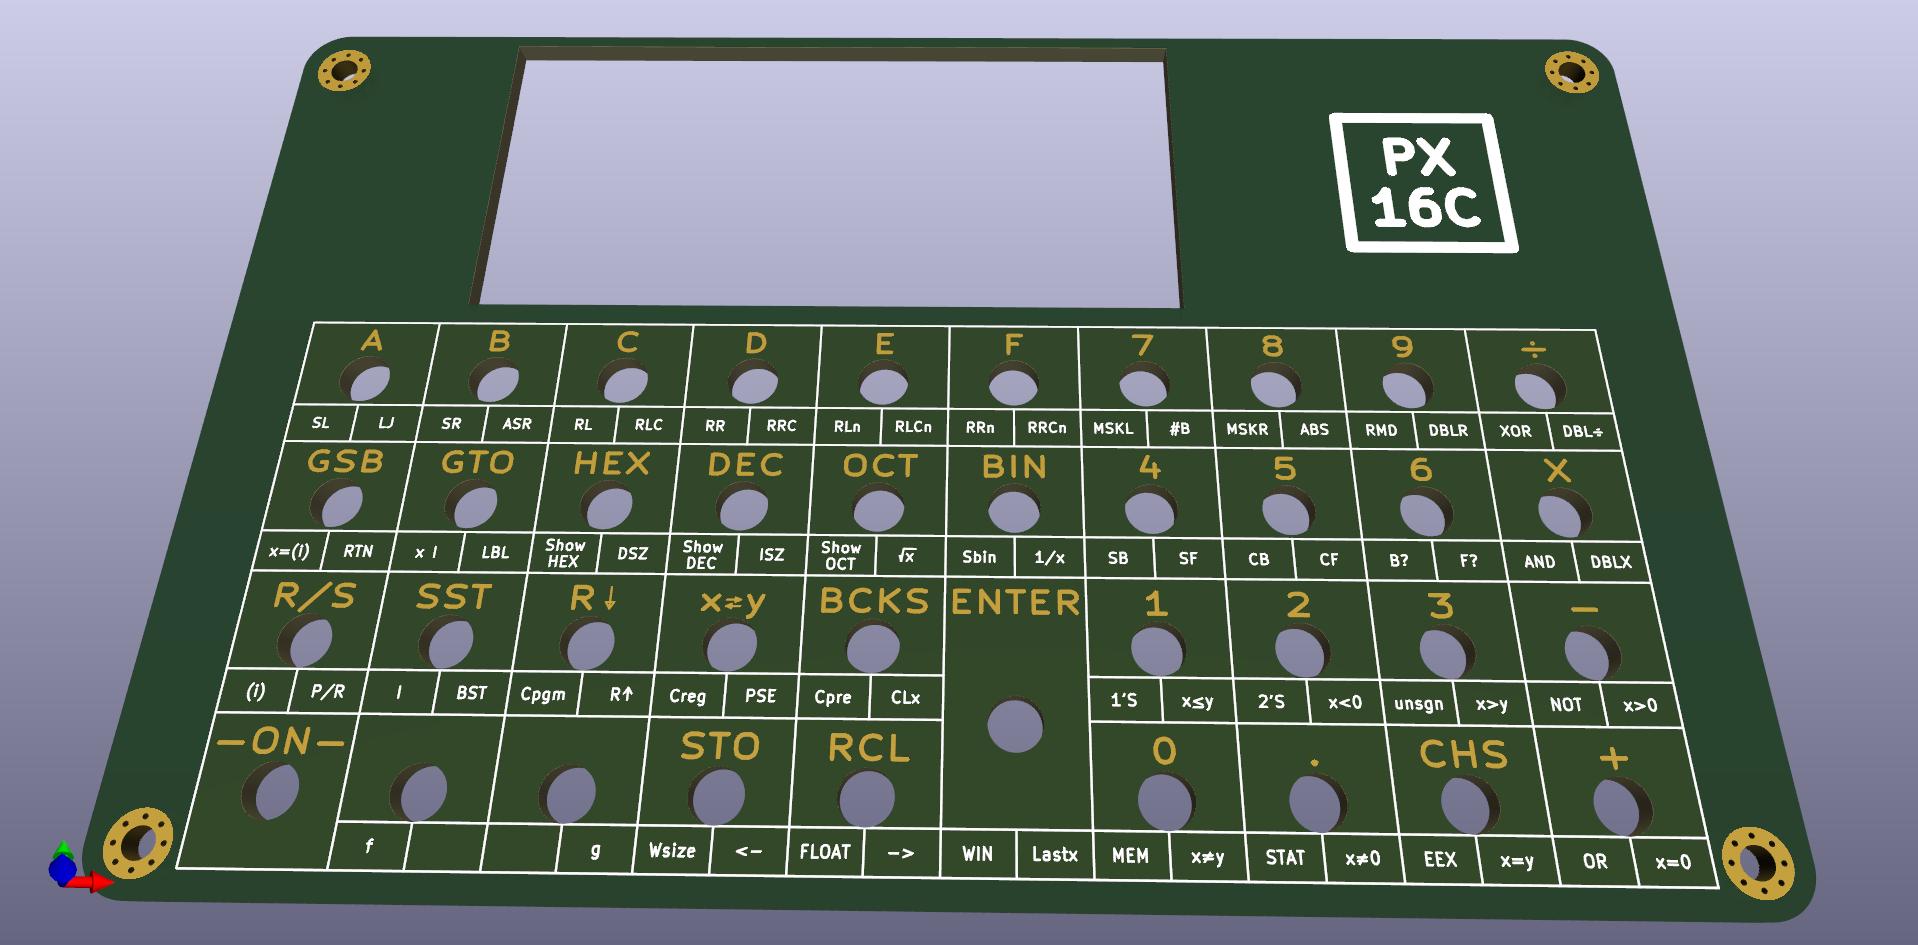 PX
16C
A B C D E F 7 8 9 ÷
SL LJ SR ASR RL RLC RR RRC RLn RLCn RRn RRCn MSKL #B MSKR ABS RMD DBLR XOR DBL÷
GSB GTO HEX DEC OCT BIN 4 5 6 X
x=(i) RTN x I LBL Show HEX DSZ Show DEC ISZ Show OCT √x Sbin 1/x SB SF CB CF B? F? AND DBLX
R/S SST R↓ x⇄y BCKS ENTER 1 2 3 −
(i) P/R I BST Cpgm R↑ Creg PSE Cpre CLx 1'S x≤y 2'S x<0 unsgn x>y NOT x>0
−ON− STO RCL 0 . CHS +
f g Wsize <- FLOAT -> WIN Lastx MEM x≠y STAT x≠0 EEX x=y OR x=0